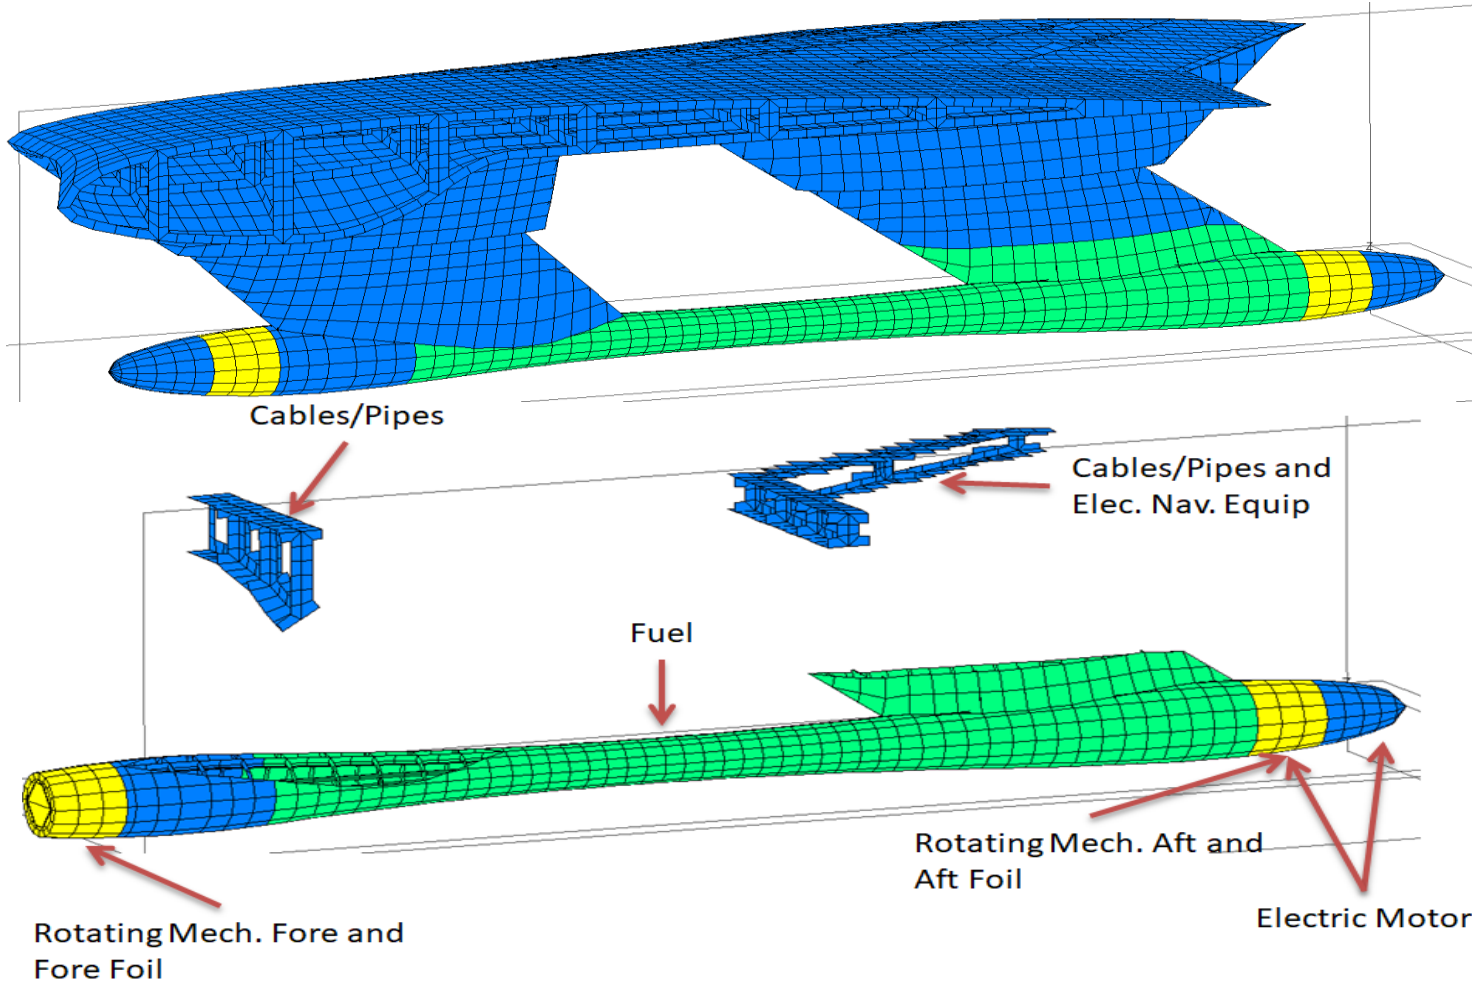 Cables/Pipes
Cables/Pipes and
Elec. Nav. Equip
Fuel
Rotating Mech. Aft and
Aft Foil
Electric Motor
Rotating Mech. Fore and
Fore Foil
z